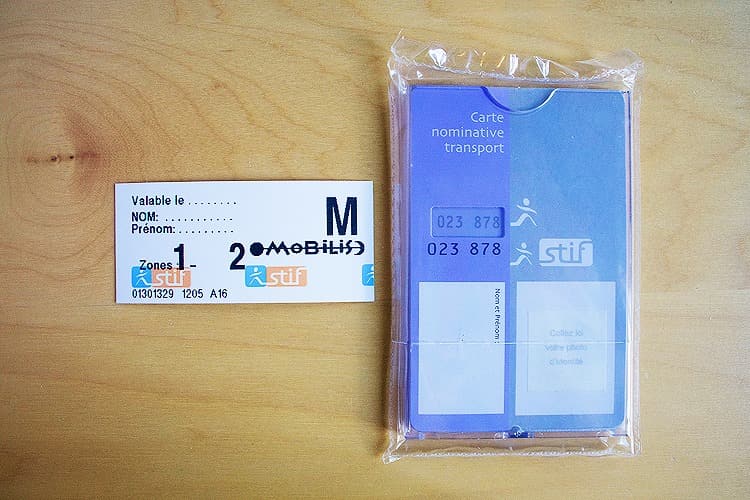 Valable le ........
NOM: ...........
Prénom: .........
M
Zones : 1 - 2 MOBILIS
stif stif
01301329 1205 A16
Carte
nominative
transport
023 878
023 878
stif
Nom et Prénom :
Collez ici
votre photo
d'identité